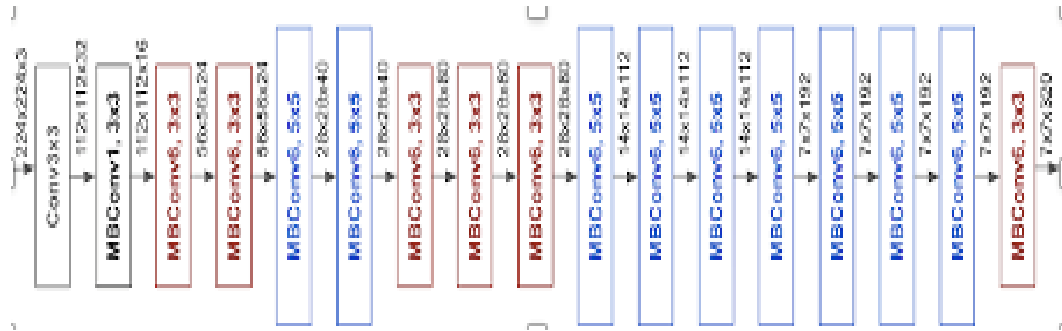 224x224x3
Conv3x3
112x112x32
MBConv1, 3x3
112x112x16
MBConv6, 3x3
56x56x24
MBConv6, 3x3
56x56x24
MBConv6, 5x5
28x28x40
MBConv6, 5x5
28x28x40
MBConv6, 3x3
28x28x80
MBConv6, 3x3
28x28x80
MBConv6, 3x3
28x28x80
MBConv6, 5x5
14x14x112
MBConv6, 5x5
14x14x112
MBConv6, 5x5
14x14x112
MBConv6, 5x5
7x7x192
MBConv6, 5x5
7x7x192
MBConv6, 5x5
7x7x192
MBConv6, 5x5
7x7x192
MBConv6, 3x3
7x7x320